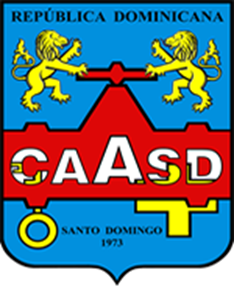 REPÚBLICA DOMINICANA
CAASD
SANTO DOMINGO
1973